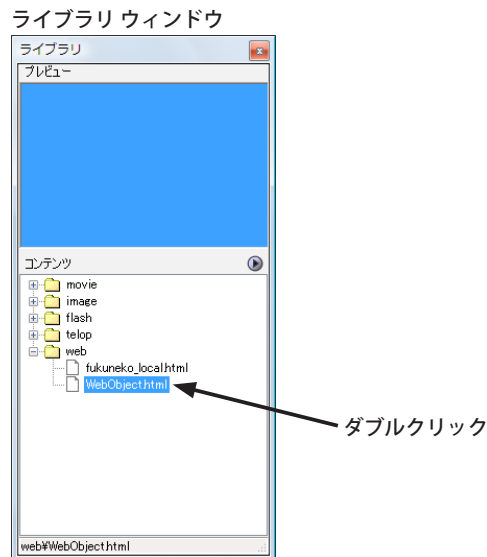 ライブラリ ウィンドウ
ライブラリ
プレビュー
コンテンツ
movie
image
flash
telop
web
fukuneko_local.html
WebObject.html
ダブルクリック
web¥WebObject.html